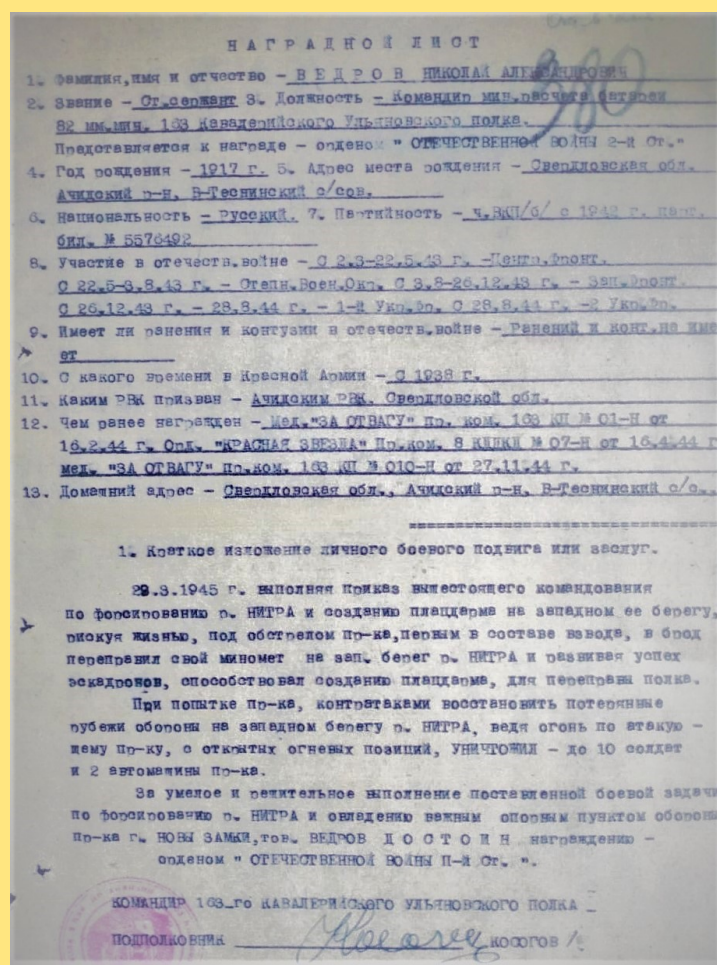 НАГРАДНОЙ ЛИСТ
380
1. Фамилия,имя и отчество - ВЕДРОВ НИКОЛАЙ АЛЕКСАНДРОВИЧ
2. Звание - Ст.сержант 3. Должность - Командир мин.расчета батареи
82 мм.мин. 163 Кавалерийского Ульяновского полка.
Представляется к награде - орденом " ОТЕЧЕСТВЕННОЙ ВОЙНЫ 2-й Ст."
4. Год рождения - 1917 г. 5. Адрес места рождения - Свердловская обл.
Ачидский р-н, В-Теснинский с/сов.
6. Национальность - Русский. 7. Партийность - ч.ВКП/б/ с 1942 г. парт.
бил. № 5576492
8. Участие в отечеств.войне - С 2.3-22.5.43 г. -Центр.Фронт.
С 22.5-3.8.43 г. - Степн.Воен.Окр. С 3.8-26.12.43 г. - Зап.Фронт.
С 26.12.43 г. - 28.8.44 г. - 1-й Укр.Фр. С 28.8.44 г. -2 Укр.Фр.
9. Имеет ли ранения и контузии в отечеств.войне - Ранений и конт.не име
ет
10. С какого времени в Красной Армии - С 1938 г.
11. Каким РВК призван - Ачидским РВК. Свердловской обл.
12. Чем ранее награжден - Мед."ЗА ОТВАГУ" пр. ком. 163 КП № 01-Н от
16.2.44 г. Орд. "КРАСНАЯ ЗВЕЗДА" Пр.ком. 8 КДККД № 07-Н от 16.4.44 г
мед. "ЗА ОТВАГУ" Пр.ком. 163 КП № 010-Н от 27.11.44 г.
13. Домашний адрес - Свердловская обл., Ачидский р-н, В-Теснинский с/с.,
1. Краткое изложение личного боевого подвига или заслуг.
29.3.1945 г. выполняя приказ вышестоящего командования
по форсированию р. НИТРА и созданию плацдарма на западном ее берегу,
рискуя жизнью, под обстрелом пр-ка,первым в составе взвода, в брод
переправил свой миномет на зап. берег р. НИТРА и развивая успех
эскадронов, способствовал созданию плацдарма, для переправы полка.
При попытке пр-ка, контратаками восстановить потерянные
рубежи обороны на западном берегу р. НИТРА, ведя огонь по атакую -
щему пр-ку, с открытых огневых позиций, УНИЧТОЖИЛ - до 10 солдат
и 2 автомашины пр-ка.
За умелое и решительное выполнение поставленной боевой задачи
по форсированию р. НИТРА и овладению важным опорным пунктом обороны
пр-ка г. НОВЫ ЗАМКИ,тов. ВЕДРОВ ДОСТОИН награждению -
орденом " ОТЕЧЕСТВЕННОЙ ВОЙНЫ П-й Ст. ".
КОМАНДИР 163-го КАВАЛЕРИЙСКОГО УЛЬЯНОВСКОГО ПОЛКА -
ПОДПОЛКОВНИК КОСОГОВ /